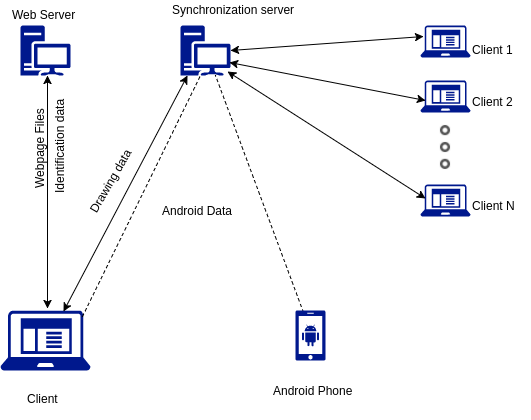 Web Server
Synchronization server
Client 1
Client 2
Client N
Webpage Files
Identification data
Drawing data
Android Data
Client
Android Phone